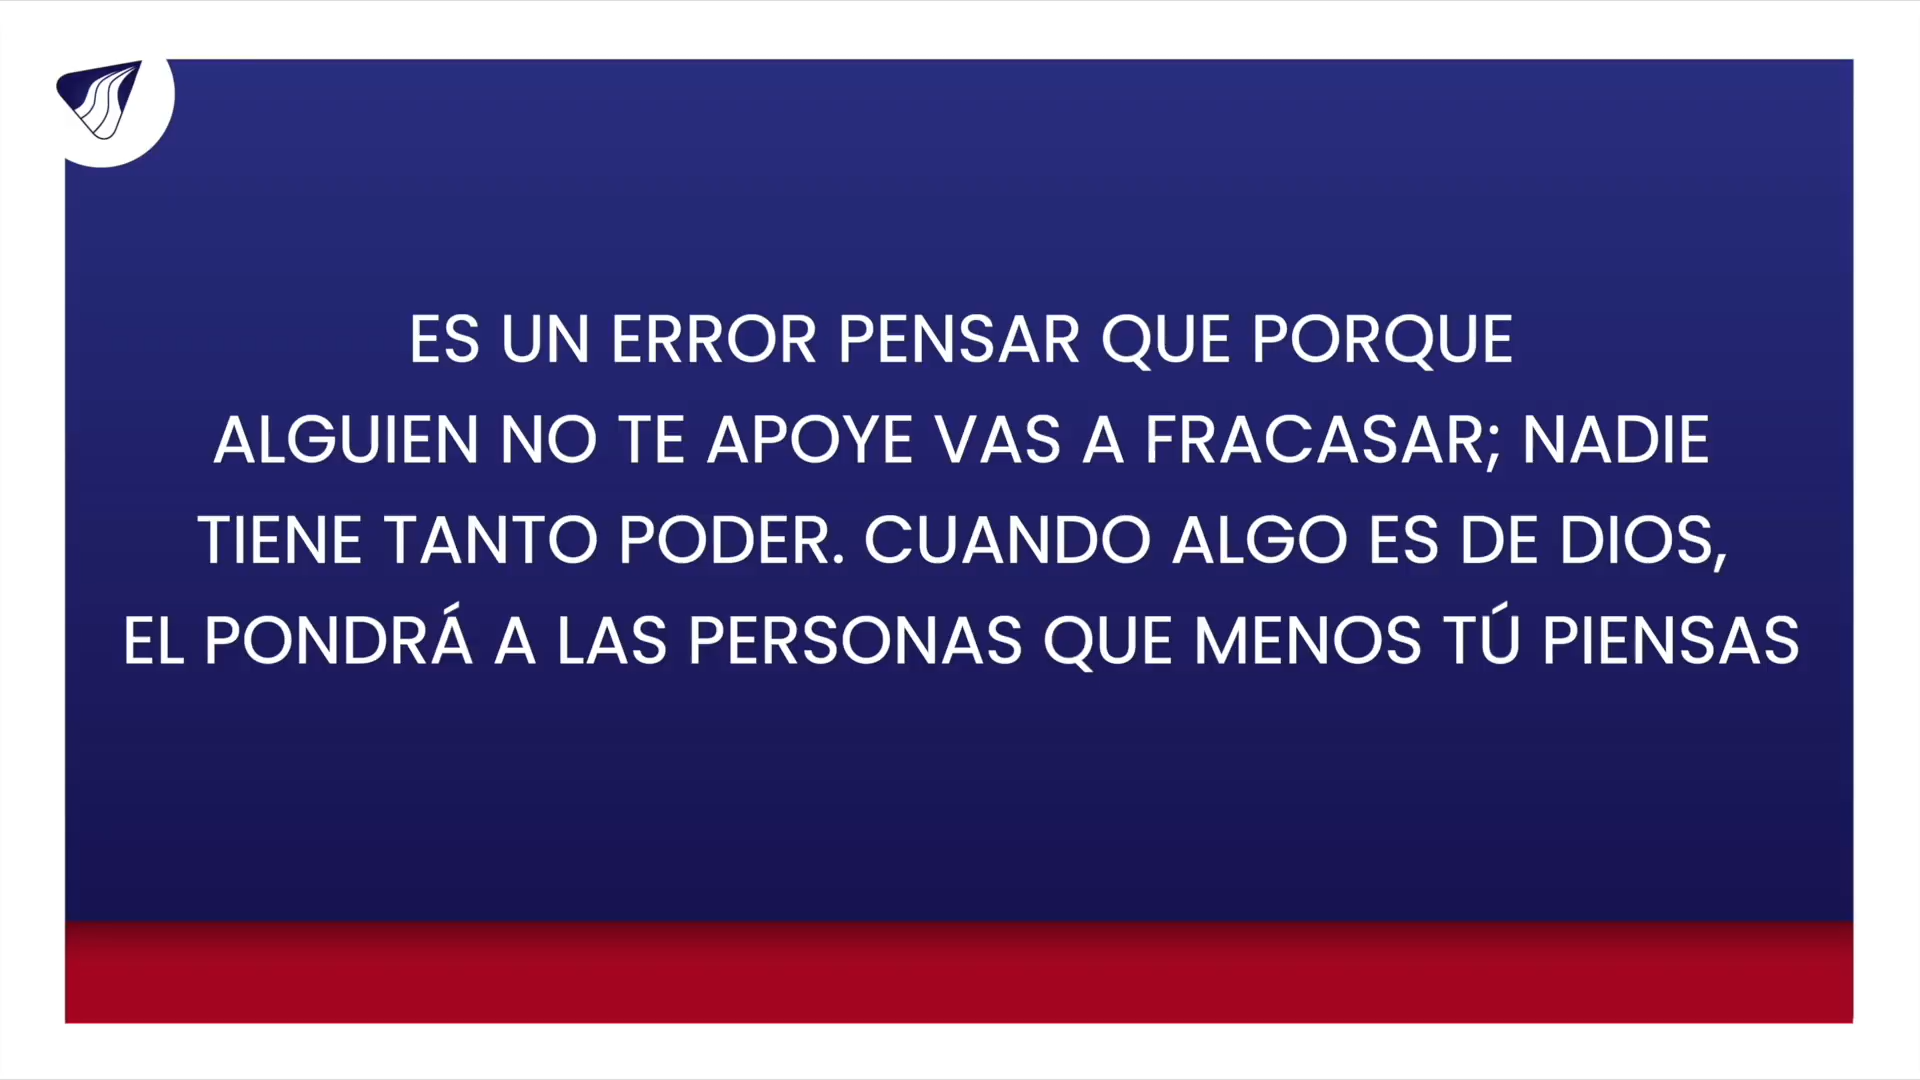 ES UN ERROR PENSAR QUE PORQUE
ALGUIEN NO TE APOYE VAS A FRACASAR; NADIE
TIENE TANTO PODER. CUANDO ALGO ES DE DIOS,
EL PONDRÁ A LAS PERSONAS QUE MENOS TÚ PIENSAS